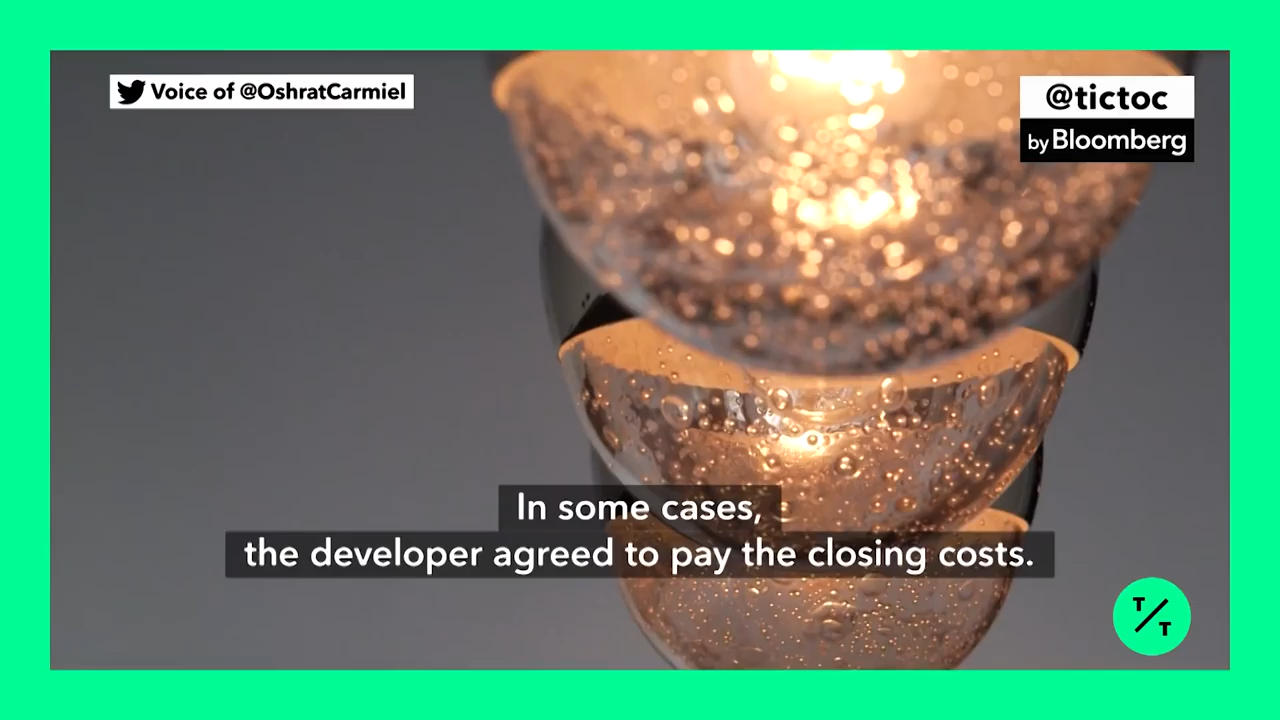 Voice of @OshratCarmiel
@tictoc
by Bloomberg
In some cases,
the developer agreed to pay the closing costs.
T/T